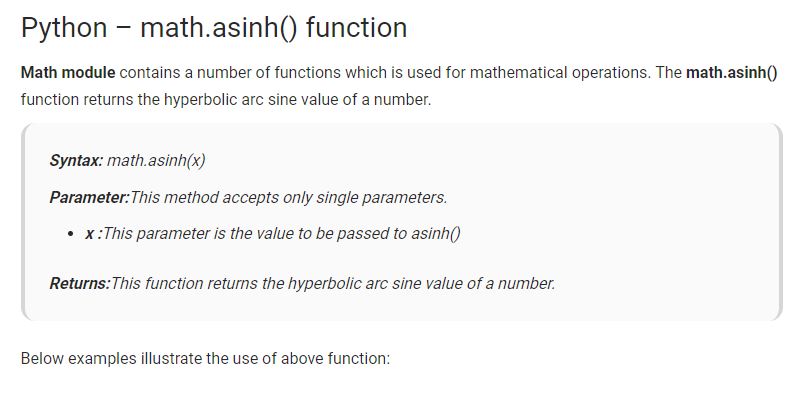 Python – math.asinh() function
Math module contains a number of functions which is used for mathematical operations. The math.asinh()
function returns the hyperbolic arc sine value of a number.
Syntax: math.asinh(x)
Parameter:This method accepts only single parameters.
• x :This parameter is the value to be passed to asinh()
Returns:This function returns the hyperbolic arc sine value of a number.
Below examples illustrate the use of above function: